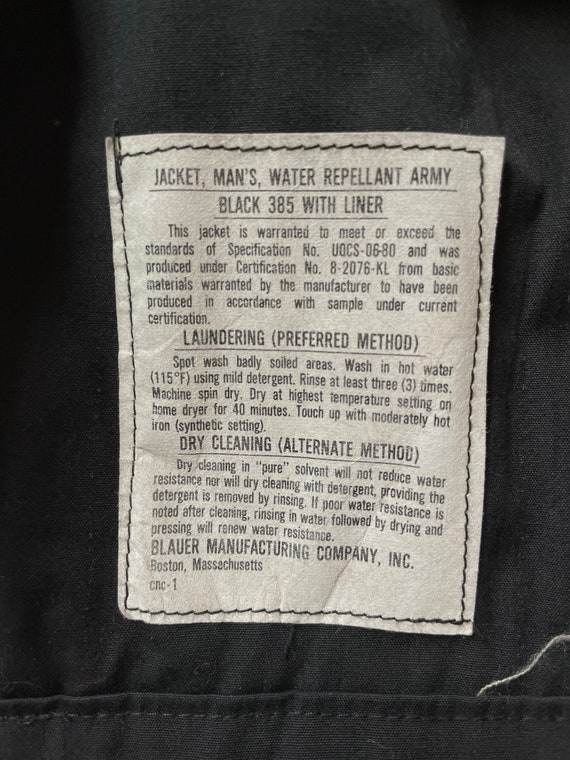 JACKET, MAN'S, WATER REPELLANT ARMY
BLACK 385 WITH LINER
This jacket is warranted to meet or exceed the
standards of Specification No. UOCS-06-80 and was
produced under Certification No. 8-2076-KL from basic
materials warranted by the manufacturer to have been
produced in accordance with sample under current
certification.
LAUNDERING (PREFERRED METHOD)
Spot wash badly soiled areas. Wash in hot water
(115°F) using mild detergent. Rinse at least three (3) times.
Machine spin dry. Dry at highest temperature setting on
home dryer for 40 minutes. Touch up with moderately hot
iron (synthetic setting).
DRY CLEANING (ALTERNATE METHOD)
Dry cleaning in "pure" solvent will not reduce water
resistance nor will dry cleaning with detergent, providing the
detergent is removed by rinsing. If poor water resistance is
noted after cleaning, rinsing in water followed by drying and
pressing will renew water resistance.
BLAUER MANUFACTURING COMPANY, INC.
Boston, Massachusetts
cnc-1